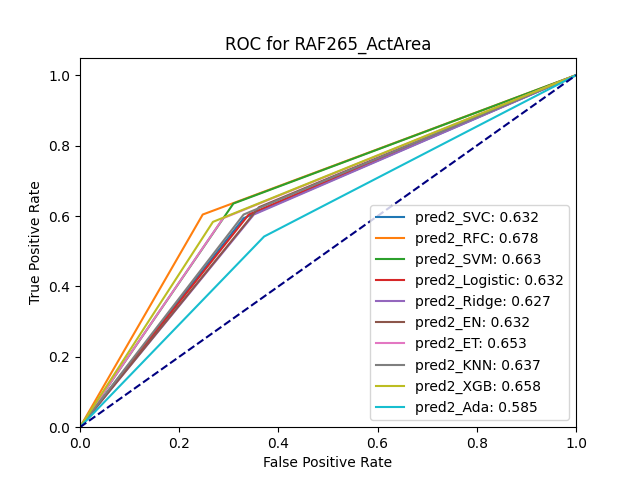 ROC for RAF265_ActArea
True Positive Rate
1.0
0.8
0.6
0.4
0.2
0.0
pred2_SVC: 0.632
pred2_RFC: 0.678
pred2_SVM: 0.663
pred2_Logistic: 0.632
pred2_Ridge: 0.627
pred2_EN: 0.632
pred2_ET: 0.653
pred2_KNN: 0.637
pred2_XGB: 0.658
pred2_Ada: 0.585
0.0 0.2 0.4 0.6 0.8 1.0
False Positive Rate